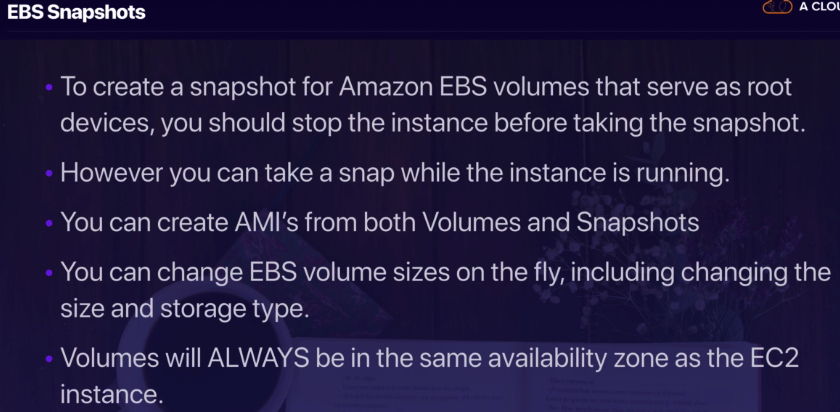 EBS Snapshots
A CLOU
• To create a snapshot for Amazon EBS volumes that serve as root
devices, you should stop the instance before taking the snapshot.
• However you can take a snap while the instance is running.
• You can create AMI's from both Volumes and Snapshots
• You can change EBS volume sizes on the fly, including changing the
size and storage type.
• Volumes will ALWAYS be in the same availability zone as the EC2
instance.